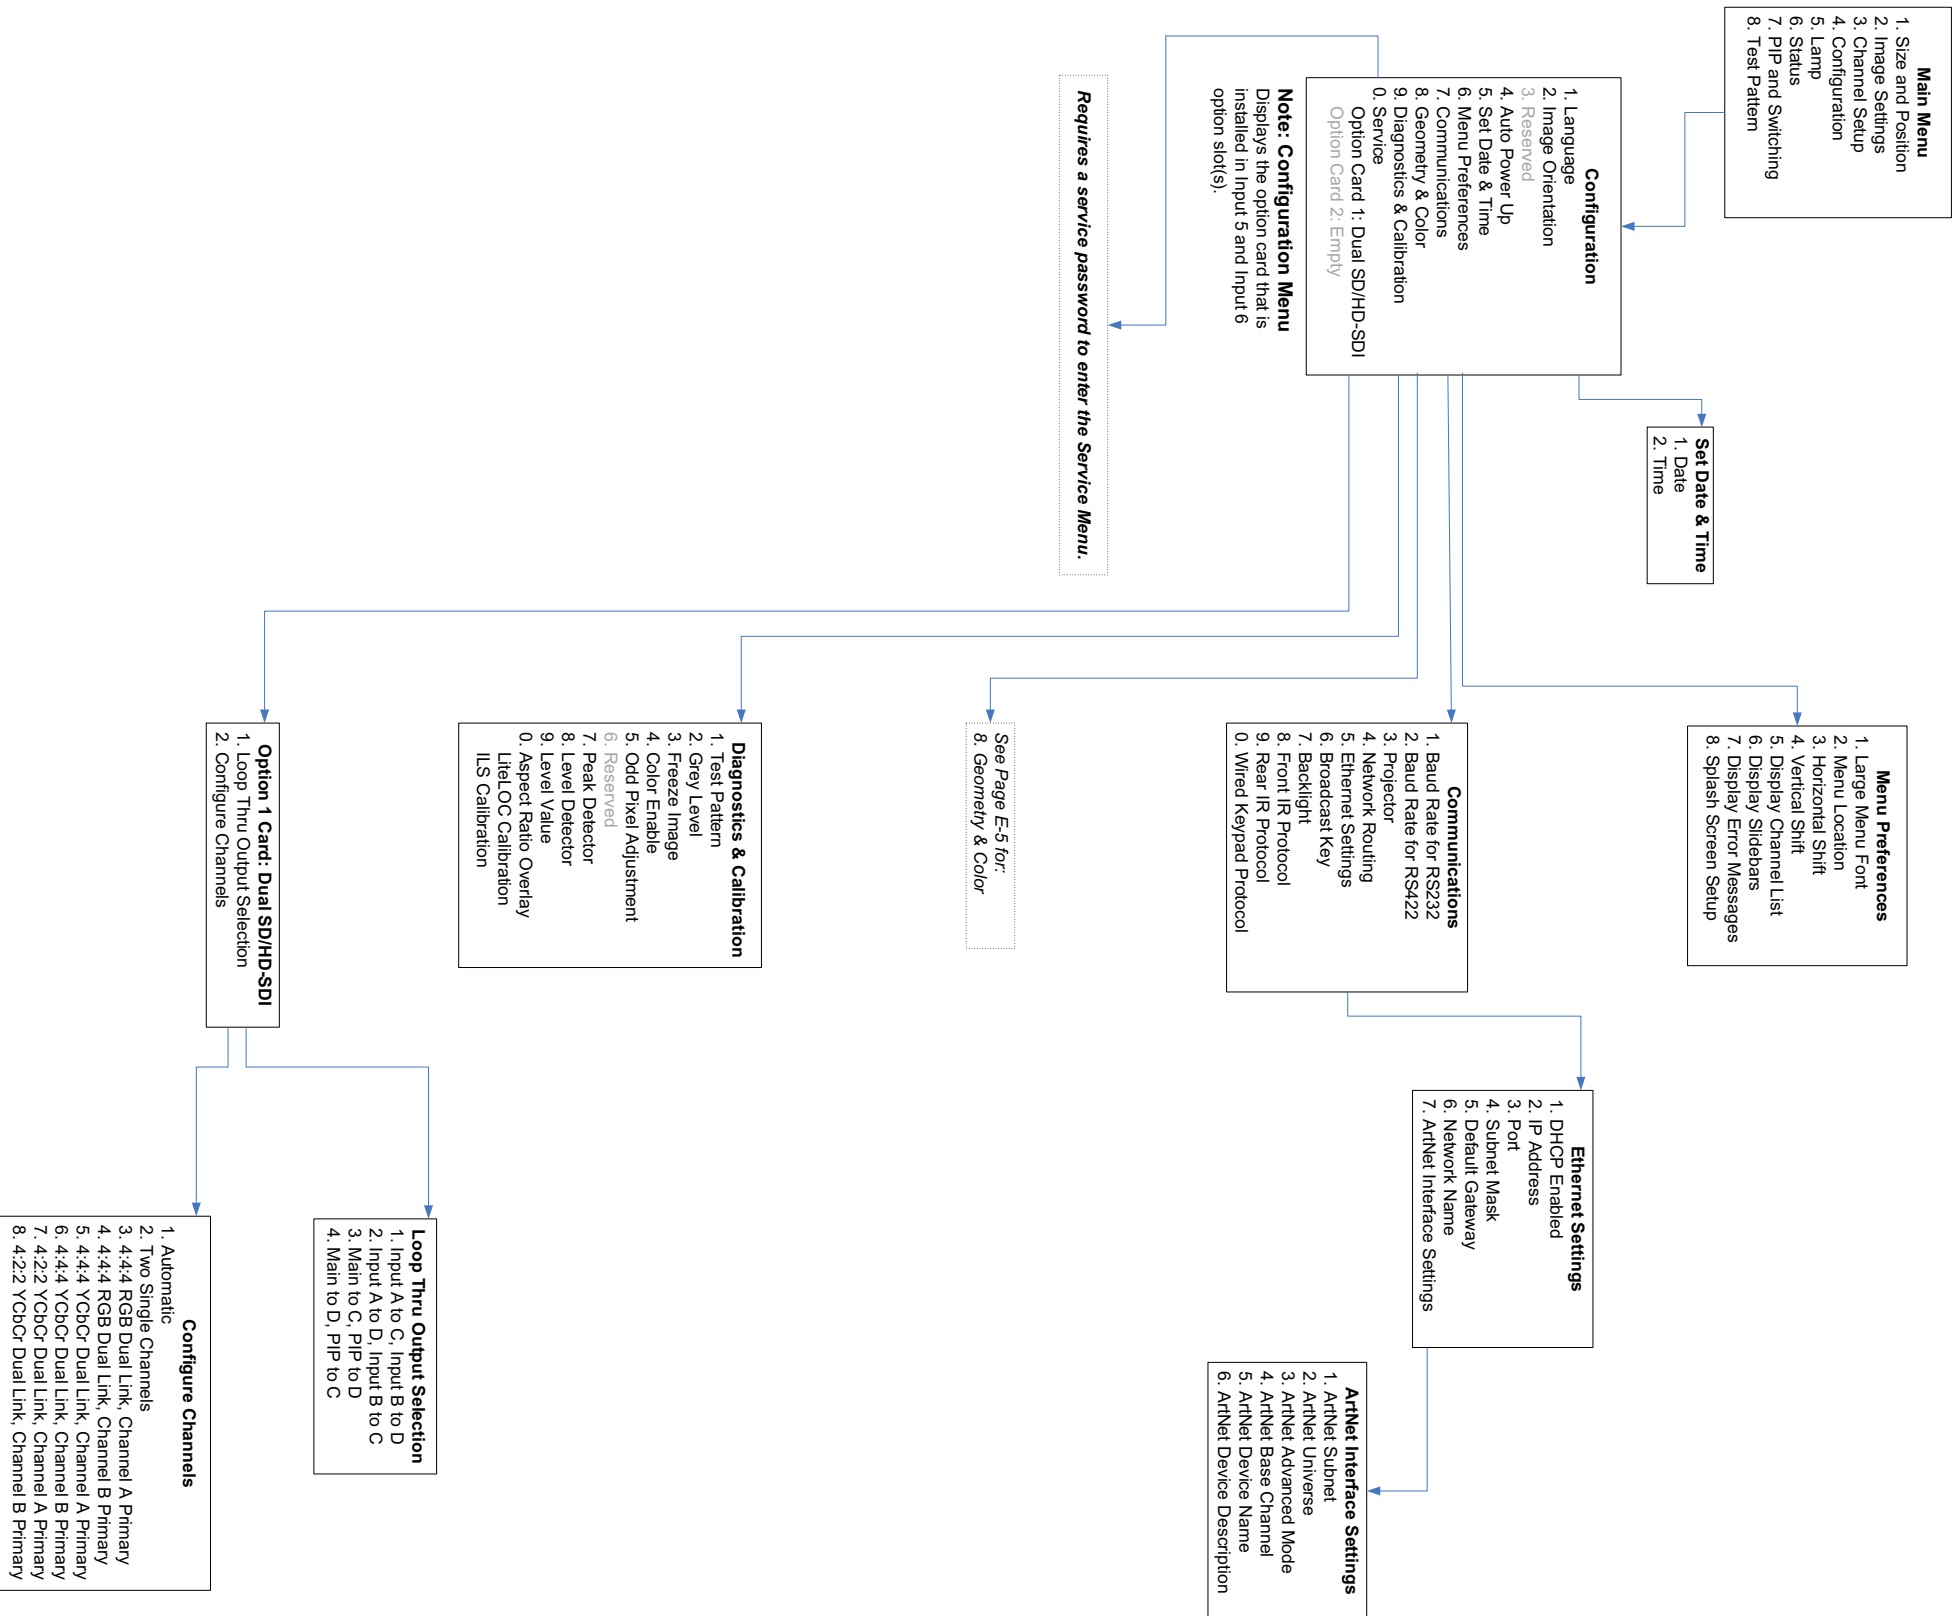 Main Menu
1. Size and Position
2. Image Settings
3. Channel Setup
4. Configuration
5. Lamp
6. Status
7. PIP and Switching
8. Test Pattern
Configuration
1. Language
2. Image Orientation
3. Reserved
4. Auto Power Up
5. Set Date & Time
6. Menu Preferences
7. Communications
8. Geometry & Color
9. Diagnostics & Calibration
0. Service
Option Card 1: Dual SD/HD-SDI
Option Card 2: Empty
Note: Configuration Menu
Displays the option card that is
installed in Input 5 and Input 6
option slot(s).
Requires a service password to enter the Service Menu.
Set Date & Time
1. Date
2. Time
Menu Preferences
1. Large Menu Font
2. Menu Location
3. Horizontal Shift
4. Vertical Shift
5. Display Channel List
6. Display Slidebars
7. Display Error Messages
8. Splash Screen Setup
Communications
1. Baud Rate for RS232
2. Baud Rate for RS422
3. Projector
4. Network Routing
5. Ethernet Settings
6. Broadcast Key
7. Backlight
8. Front IR Protocol
9. Rear IR Protocol
0. Wired Keypad Protocol
See Page E-5 for:
8. Geometry & Color
Diagnostics & Calibration
1. Test Pattern
2. Grey Level
3. Freeze Image
4. Color Enable
5. Odd Pixel Adjustment
6. Reserved
7. Peak Detector
8. Level Detector
9. Level Value
0. Aspect Ratio Overlay
LiteLOC Calibration
ILS Calibration
Option 1 Card: Dual SD/HD-SDI
1. Loop Thru Output Selection
2. Configure Channels
Ethernet Settings
1. DHCP Enabled
2. IP Address
3. Port
4. Subnet Mask
5. Default Gateway
6. Network Name
7. ArtNet Interface Settings
ArtNet Interface Settings
1. ArtNet Subnet
2. ArtNet Universe
3. ArtNet Advanced Mode
4. ArtNet Base Channel
5. ArtNet Device Name
6. ArtNet Device Description
Loop Thru Output Selection
1. Input A to C, Input B to D
2. Input A to D, Input B to C
3. Main to C, PIP to D
4. Main to D, PIP to C
Configure Channels
1. Automatic
2. Two Single Channels
3. 4:4:4 RGB Dual Link, Channel A Primary
4. 4:4:4 RGB Dual Link, Channel B Primary
5. 4:4:4 YCbCr Dual Link, Channel A Primary
6. 4:4:4 YCbCr Dual Link, Channel B Primary
7. 4:2:2 YCbCr Dual Link, Channel A Primary
8. 4:2:2 YCbCr Dual Link, Channel B Primary